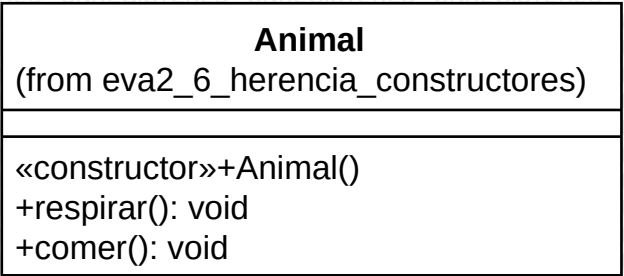 Animal
(from eva2_6_herencia_constructores)
«constructor»+Animal()
+respirar(): void
+comer(): void